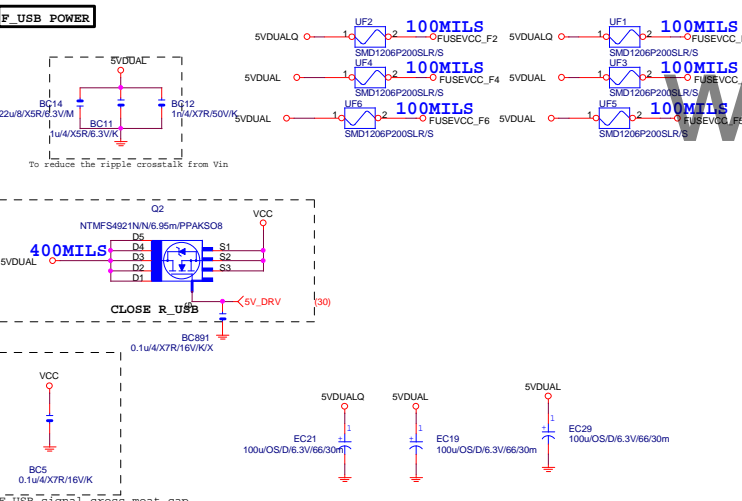 F_USB POWER
5VDUAL
BC14
22u/8/X5R/6.3V/M
BC11
1u/4/X5R/6.3V/K
BC12
1n/4/X7R/50V/K
To reduce the ripple crosstalk from Vin
5VDUALQ
UF2
1
2
100MILS
FUSEVCC_F2
SMD1206P200SLR/S
5VDUALQ
UF1
1
2
100MILS
SMD1206P200SLR/S
5VDUAL
UF4
1
2
100MILS
FUSEVCC_F4
SMD1206P200SLR/S
5VDUAL
UF3
1
2
100MILS
SMD1206P200SLR/S
5VDUAL
UF6
1
2
100MILS
FUSEVCC_F6
SMD1206P200SLR/S
5VDUAL
UF5
1
2
100MILS
FUSEVCC_F5
SMD1206P200SLR/S
W
Q2
NTMFS4921N/N/6.95m/PPAKSO8
VCC
400MILS
5VDUAL
D5
D4
D3
D2
D1
S1
S2
S3
G
CLOSE R_USB
5V_DRV
(30)
BC891
0.1u/4/X7R/16V/K/X
VCC
BC5
0.1u/4/X7R/16V/K
5VDUALQ
1
EC21
100u/OS/D/6.3V/66/30m
5VDUAL
1
EC19
100u/OS/D/6.3V/66/30m
5VDUAL
1
EC29
100u/OS/D/6.3V/66/30m